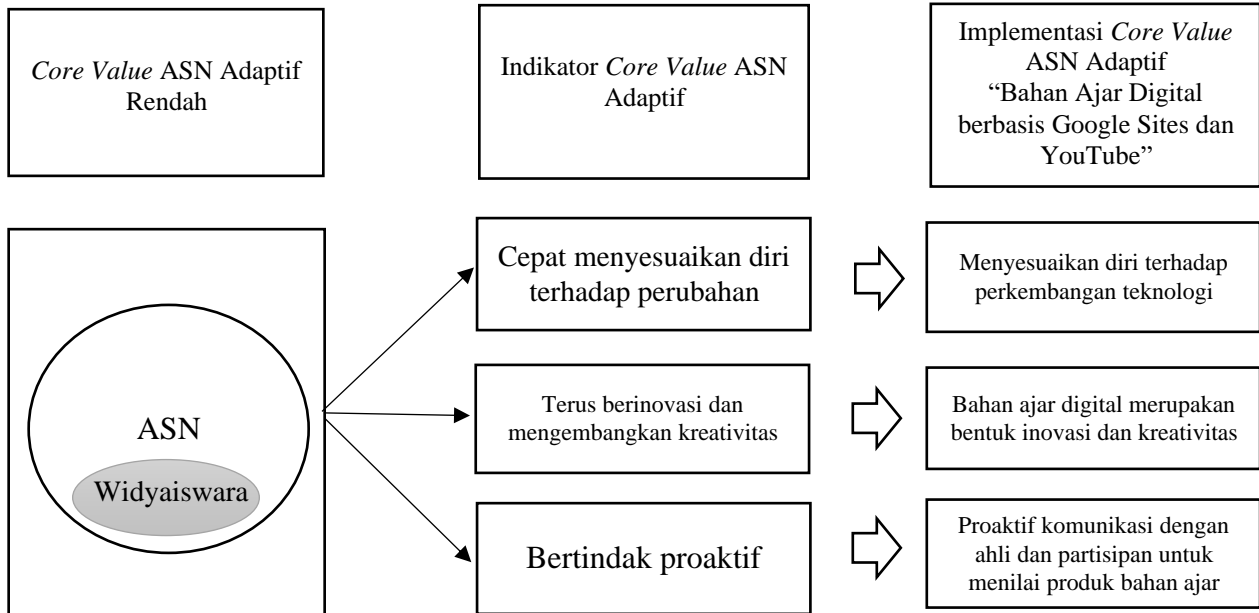 Core Value ASN Adaptif
Rendah
Indikator Core Value ASN
Adaptif
Implementasi Core Value
ASN Adaptif
“Bahan Ajar Digital
berbasis Google Sites dan
YouTube”
ASN
Widyaiswara
Cepat menyesuaikan diri
terhadap perubahan
Menyesuaikan diri terhadap
perkembangan teknologi
Terus berinovasi dan
mengembangkan kreativitas
Bahan ajar digital merupakan
bentuk inovasi dan kreativitas
Bertindak proaktif
Proaktif komunikasi dengan
ahli dan partisipan untuk
menilai produk bahan ajar